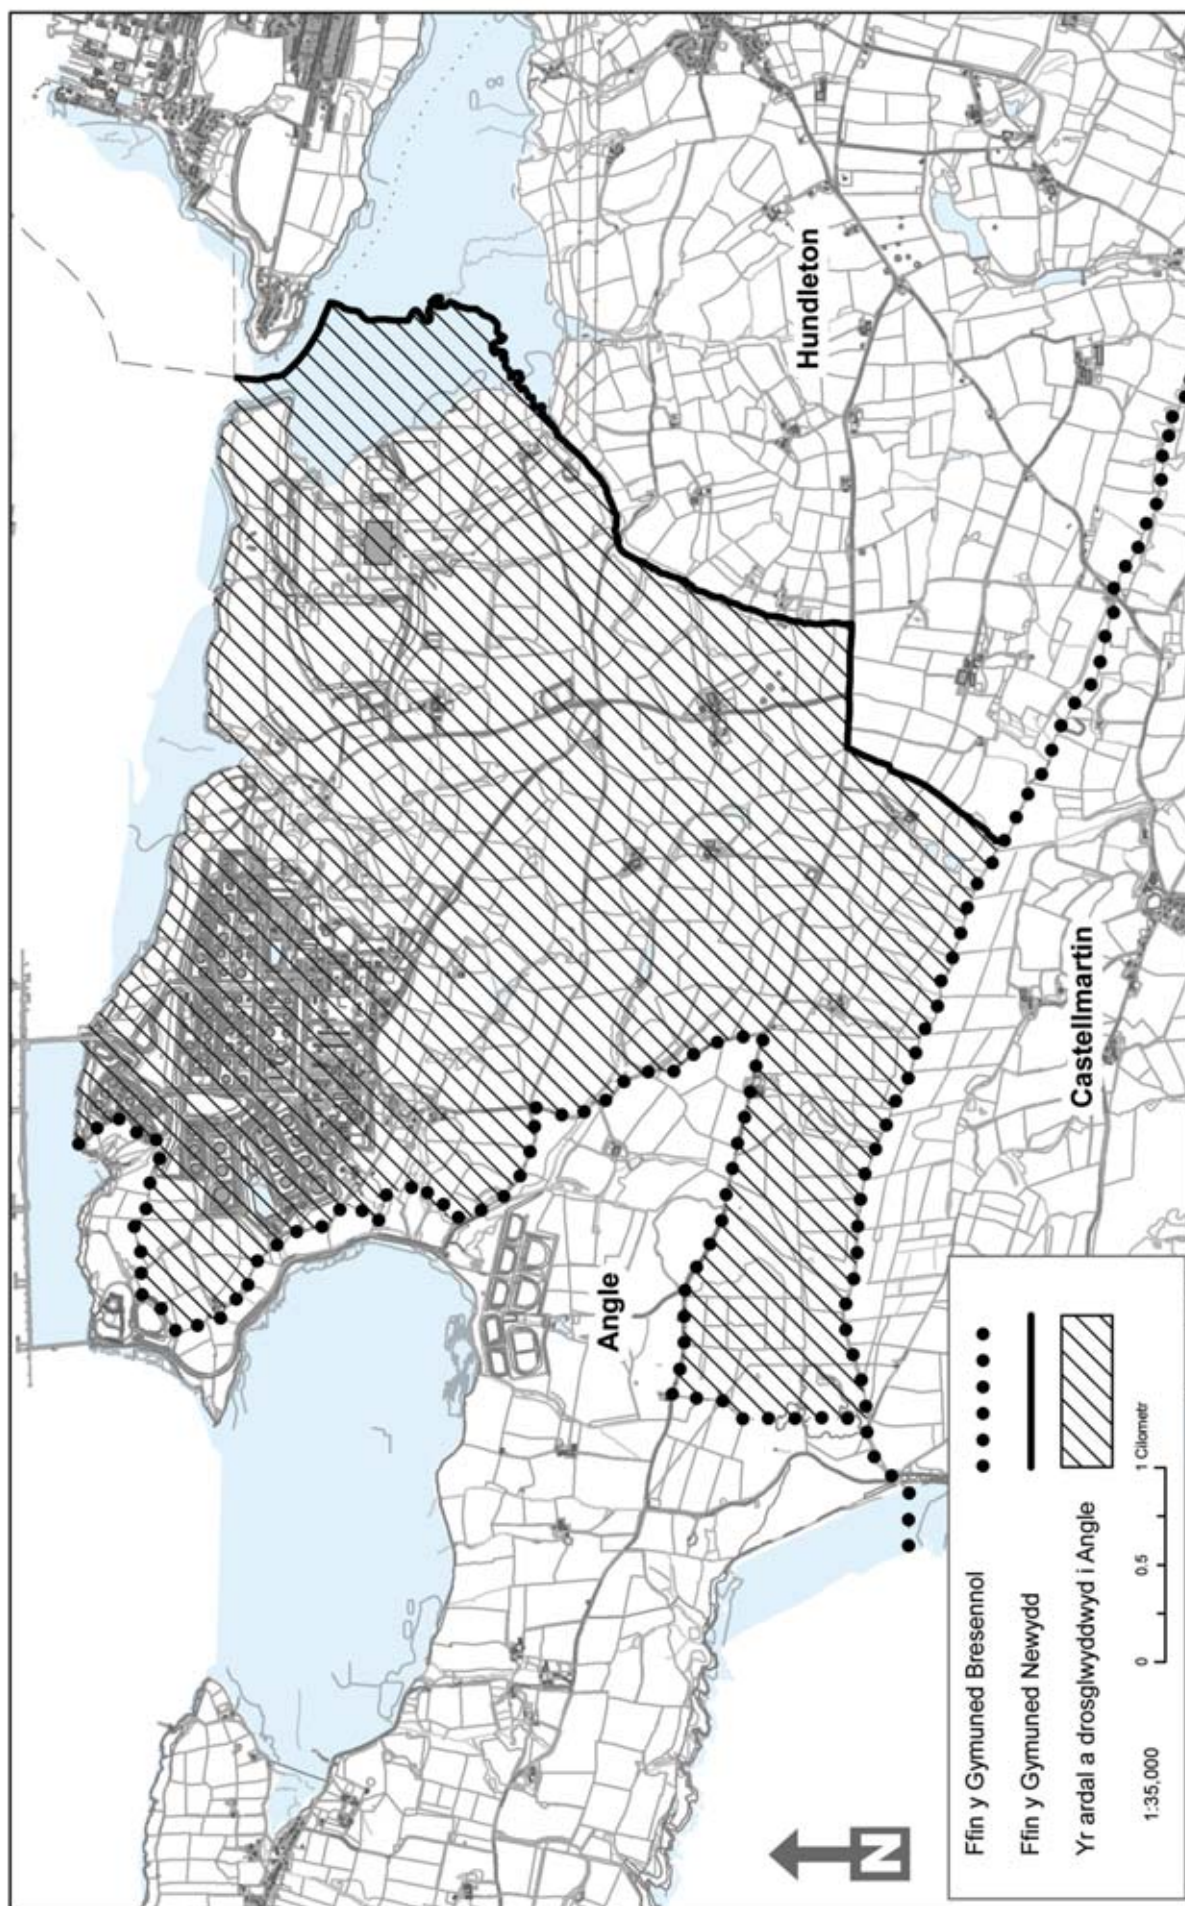 Hundleton
Angle
Castellmartin
Ffin y Gymuned Bresennol
Ffin y Gymuned Newydd
Yr ardal a drosglwyddwyd i Angle
1:35,000
0 0.5 1 Cilometr
N